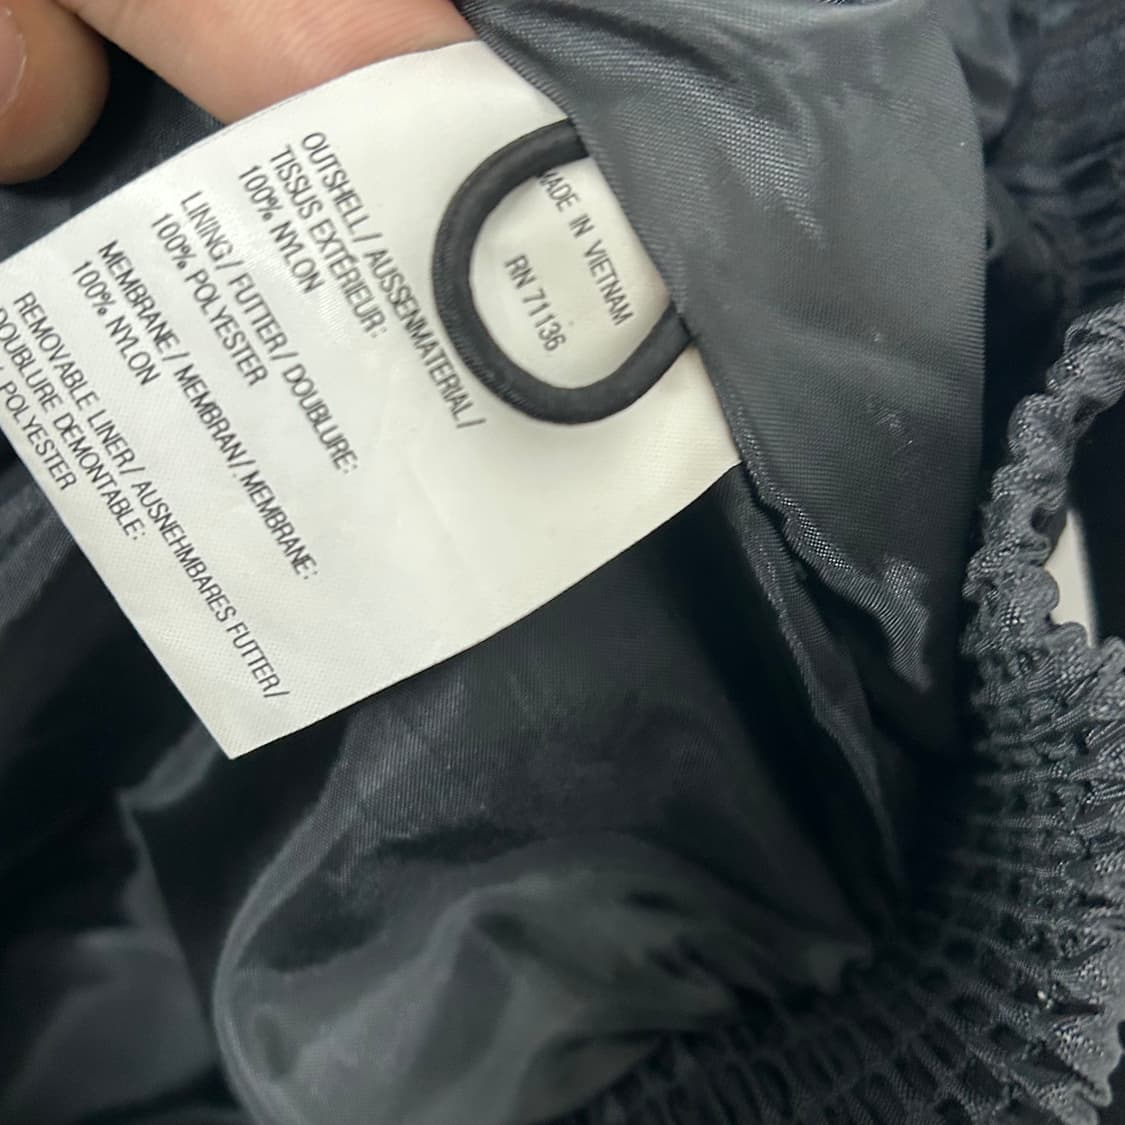 MADE IN VIETNAM
RN 71136
OUTSHELL / AUSSENMATERIAL /
TISSUS EXTÉRIEUR:
100% NYLON
LINING / FUTTER / DOUBLURE:
100% POLYESTER
MEMBRANE / MEMBRAN / MEMBRANE:
100% NYLON
REMOVABLE LINER / AUSNEHMBARES FUTTER/
DOUBLURE DEMONTABLE:
% POLYESTER